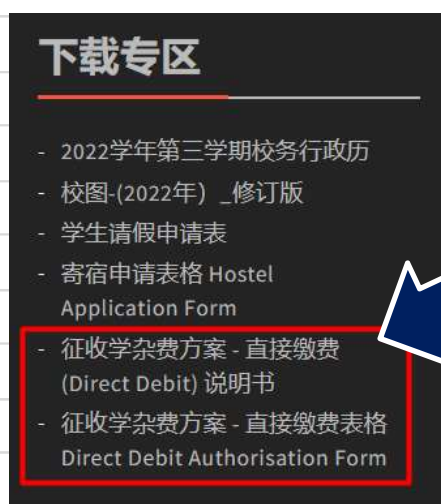 下载专区
- 2022学年第三学期校务行政历
- 校图-(2022年）_修订版
- 学生请假申请表
- 寄宿申请表格 Hostel
Application Form
- 征收学杂费方案 - 直接缴费
(Direct Debit) 说明书
- 征收学杂费方案 - 直接缴费表格
Direct Debit Authorisation Form